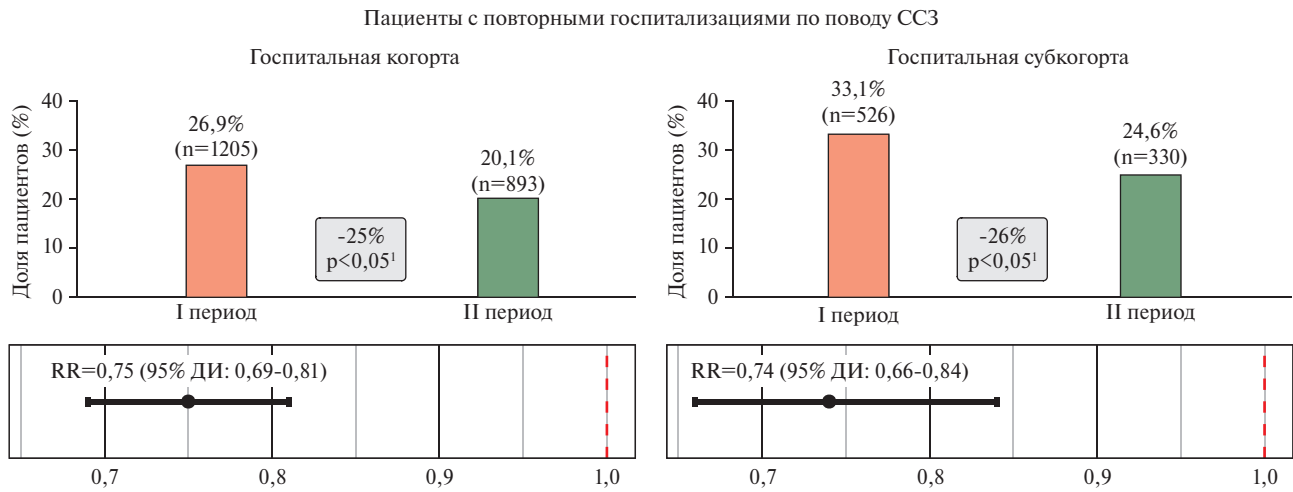 Пациенты с повторными госпитализациями по поводу ССЗ
Госпитальная когорта
Доля пациентов (%)
40
30
20
10
0
26,9%
(n=1205)
20,1%
(n=893)
-25%
p<0,05¹
I период
II период
RR=0,75 (95% ДИ: 0,69-0,81)
0,7
0,8
0,9
1,0
Госпитальная субкогорта
Доля пациентов (%)
40
30
20
10
0
33,1%
(n=526)
24,6%
(n=330)
-26%
p<0,05¹
I период
II период
RR=0,74 (95% ДИ: 0,66-0,84)
0,7
0,8
0,9
1,0